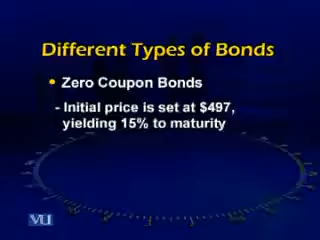 Different Types of Bonds
• Zero Coupon Bonds
- Initial price is set at $497,
yielding 15% to maturity
VU